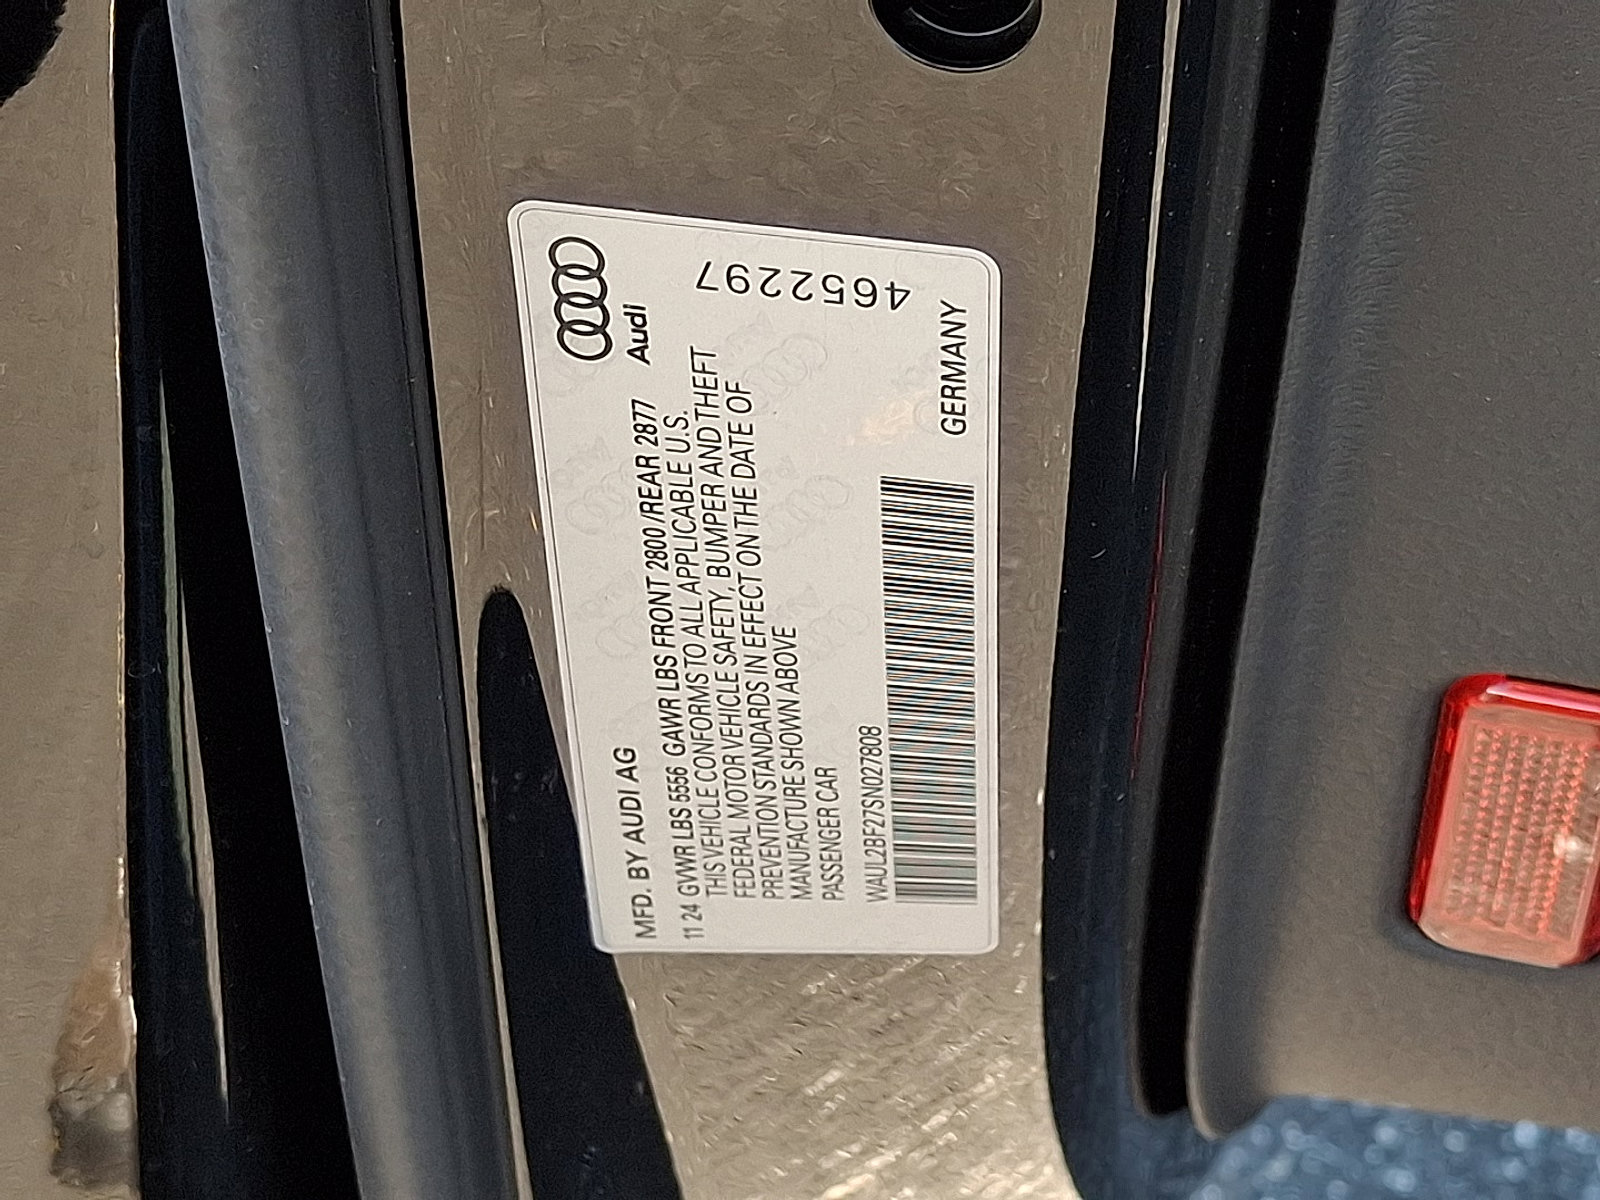 Audi
MFD. BY AUDI AG
11 24 GVWR LBS 5556 GAWR LBS FRONT 2800 /REAR 2877
THIS VEHICLE CONFORMS TO ALL APPLICABLE U.S.
FEDERAL MOTOR VEHICLE SAFETY, BUMPER AND THEFT
PREVENTION STANDARDS IN EFFECT ON THE DATE OF
MANUFACTURE SHOWN ABOVE
PASSENGER CAR
4652297
WAUL2BF27SN027808
GERMANY